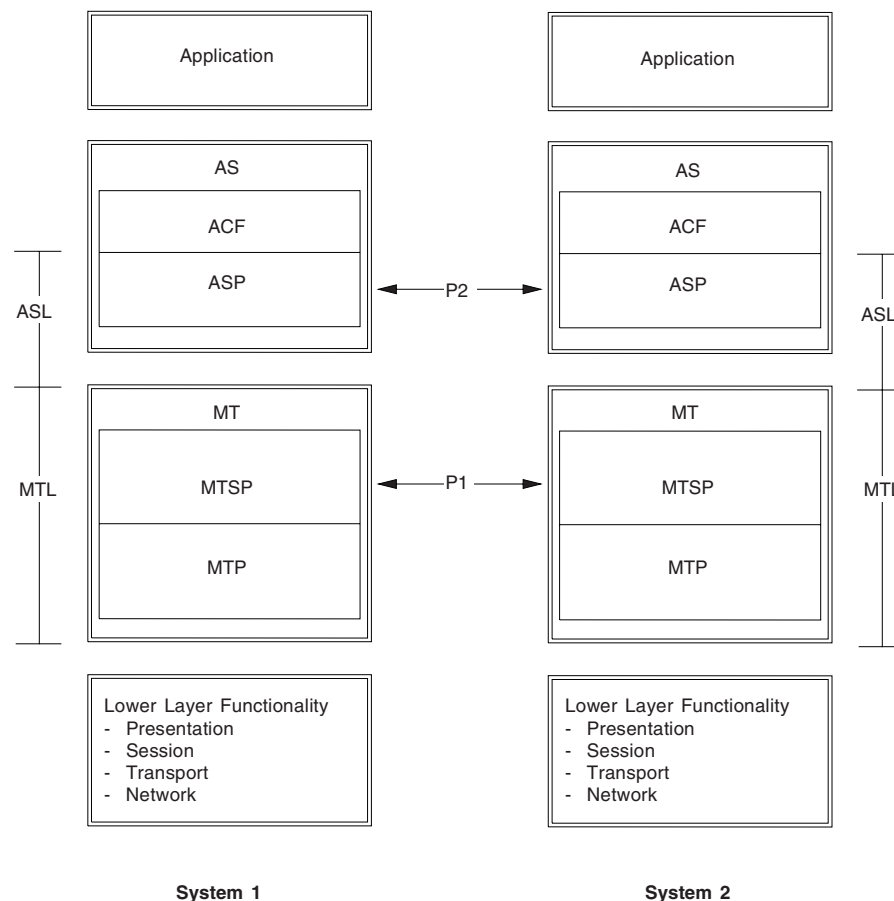 Application
Application
AS
AS
ACF
ACF
ASP
ASP
P2
ASL
ASL
MT
MT
MTSP
MTSP
P1
MTL
MTL
MTP
MTP
Lower Layer Functionality
- Presentation
- Session
- Transport
- Network
Lower Layer Functionality
- Presentation
- Session
- Transport
- Network
System 1
System 2